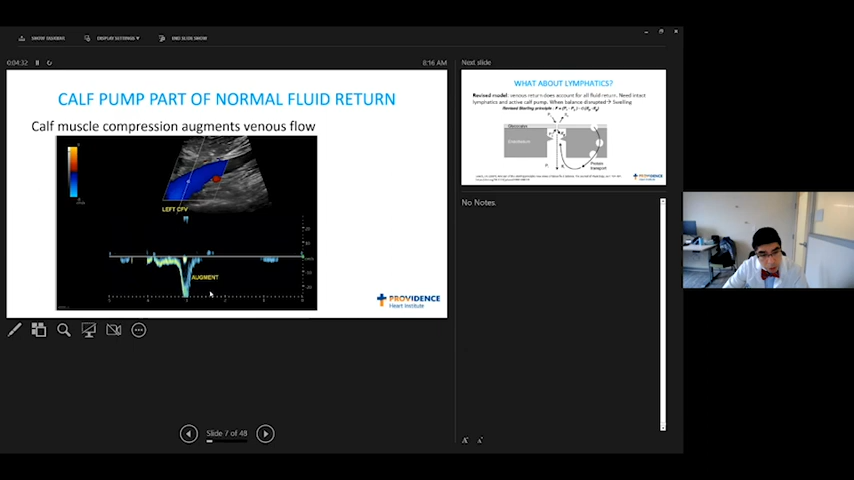 SHOW TASKBAR
DISPLAY SETTINGS ▾
END SLIDE SHOW
0:04:32
8:16 AM
CALF PUMP PART OF NORMAL FLUID RETURN
Calf muscle compression augments venous flow
LEFT CFV
AUGMENT
PROVIDENCE
Heart Institute
Slide 7 of 48
Next slide
WHAT ABOUT LYMPHATICS?
Revised model: venous return does account for all fluid return. Need intact
lymphatics and active calf pump. When balance disrupted → Swelling
Glycocalyx
Endothelium
Protein
transport
PROVIDENCE
No Notes.